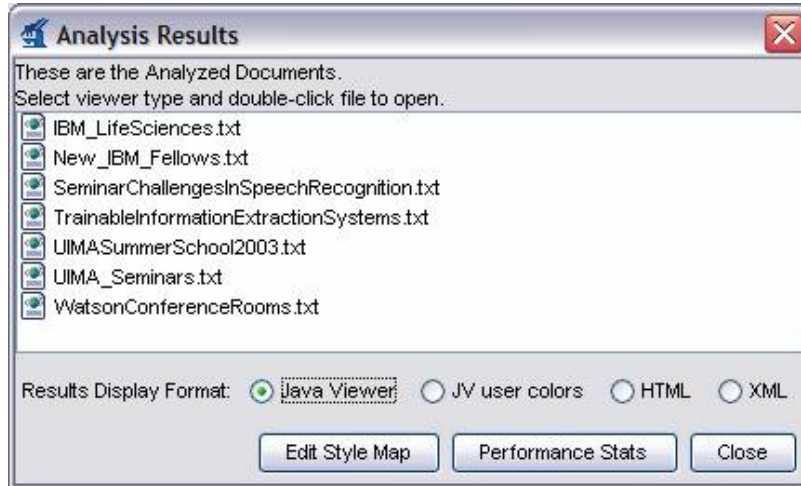 Analysis Results
These are the Analyzed Documents.
Select viewer type and double-click file to open.
IBM_LifeSciences.txt
New_IBM_Fellows.txt
SeminarChallengesInSpeechRecognition.txt
TrainableInformationExtractionSystems.txt
UIMASummerSchool2003.txt
UIMA_Seminars.txt
WatsonConferenceRooms.txt
Results Display Format: Java Viewer JV user colors HTML XML
Edit Style Map Performance Stats Close